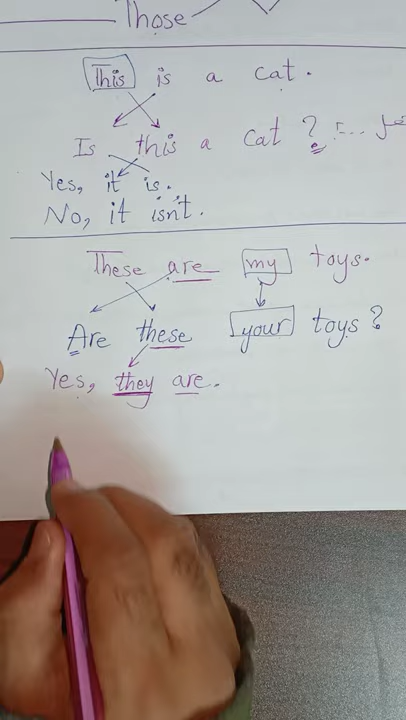 Those
This is a cat.
Is this a cat ?
Yes, it is.
No, it isn't.
These are my toys.
Are these your toys ?
Yes, they are.